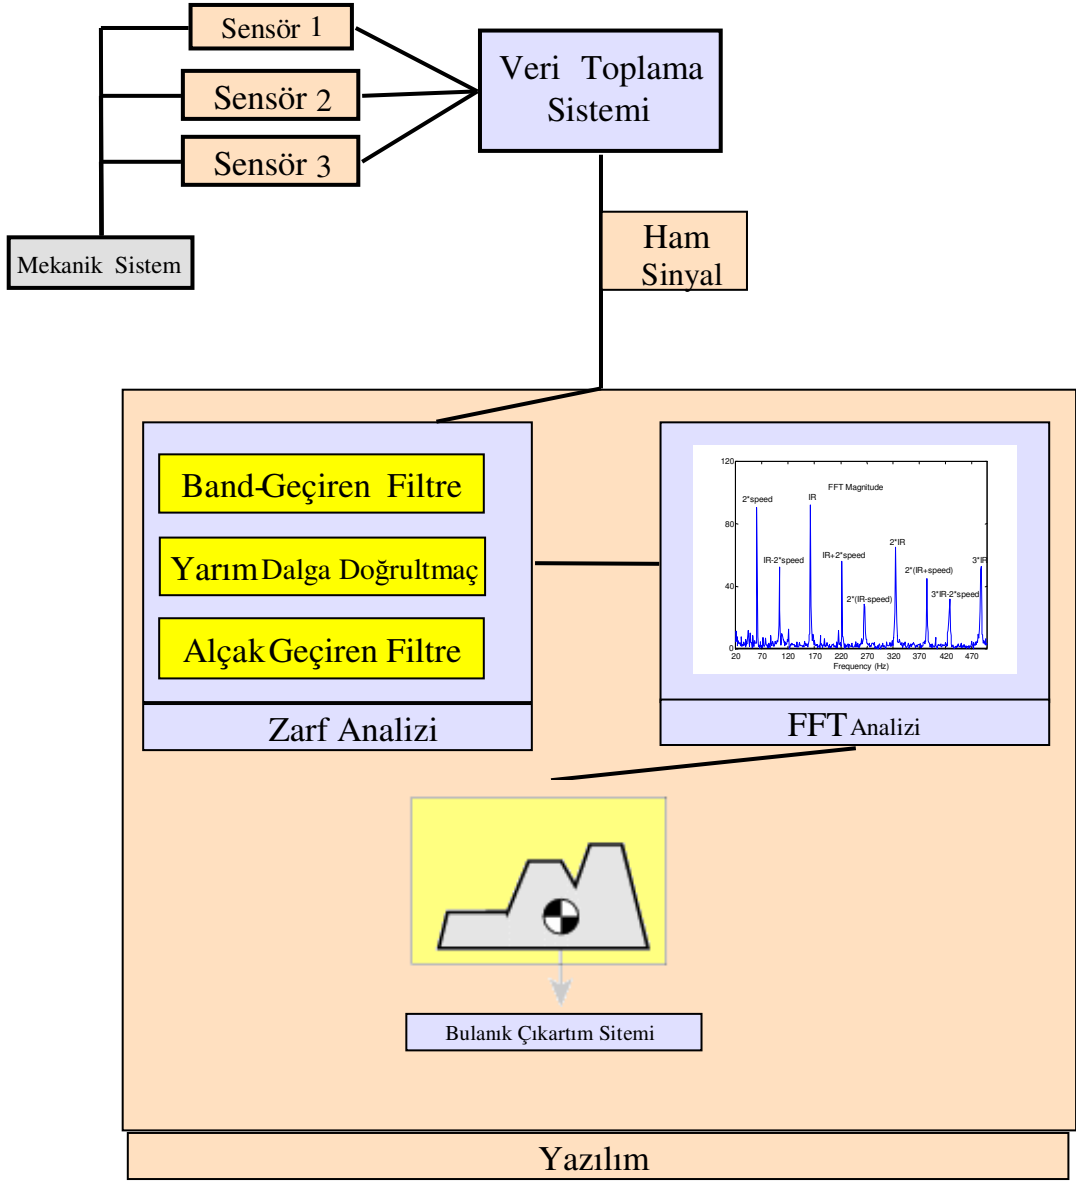 Sensör 1
Sensör 2
Sensör 3
Veri Toplama
Sistemi
Mekanik Sistem
Ham
Sinyal
Band-Geçiren Filtre
Yarım Dalga Doğrultmaç
Alçak Geçiren Filtre
Zarf Analizi
120
80
40
0
FFT Magnitude
2*speed
IR
IR-2*speed
IR+2*speed
2*(IR-speed)
2*IR
2*(IR+speed)
3*IR-2*speed
3*IR
20 70 120 170 220 270 320 370 420 470
Frequency (Hz)
FFT Analizi
Bulanık Çıkartım Sitemi
Yazılım